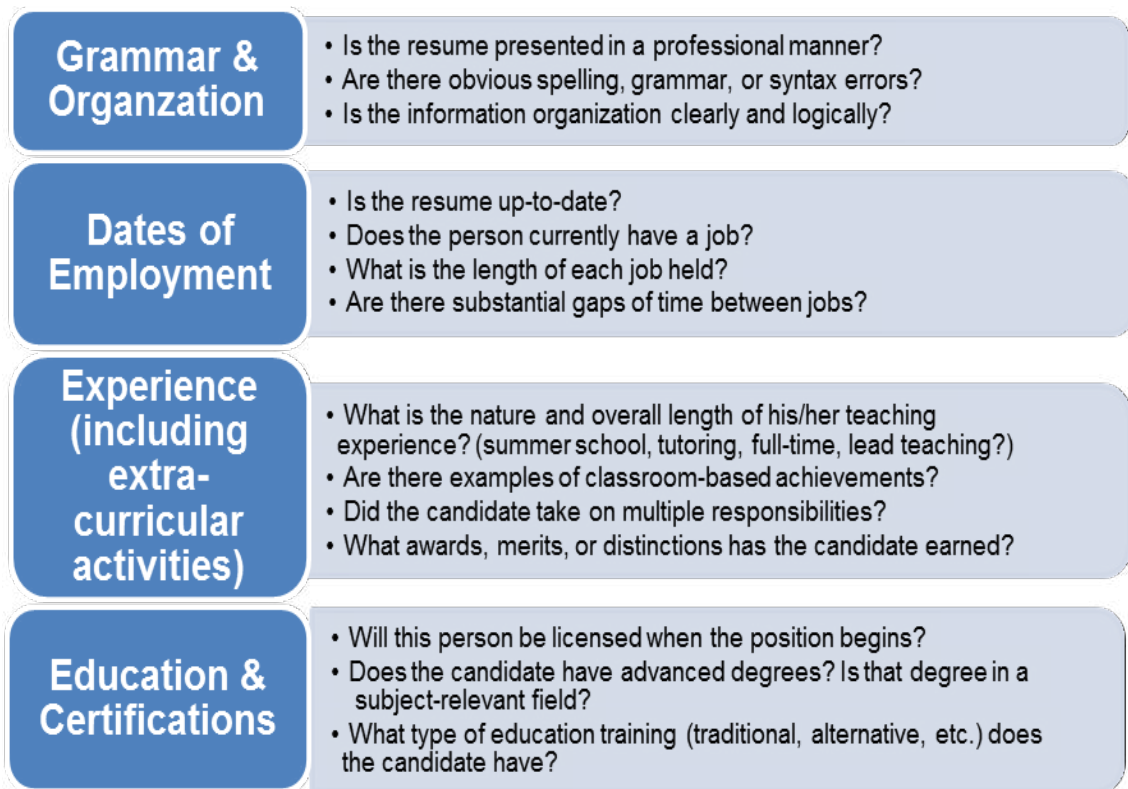 Grammar &
Organzation
• Is the resume presented in a professional manner?
• Are there obvious spelling, grammar, or syntax errors?
• Is the information organization clearly and logically?
Dates of
Employment
• Is the resume up-to-date?
• Does the person currently have a job?
• What is the length of each job held?
• Are there substantial gaps of time between jobs?
Experience
(including
extra-
curricular
activities)
• What is the nature and overall length of his/her teaching
experience? (summer school, tutoring, full-time, lead teaching?)
• Are there examples of classroom-based achievements?
• Did the candidate take on multiple responsibilities?
• What awards, merits, or distinctions has the candidate earned?
Education &
Certifications
• Will this person be licensed when the position begins?
• Does the candidate have advanced degrees? Is that degree in a
subject-relevant field?
• What type of education training (traditional, alternative, etc.) does
the candidate have?